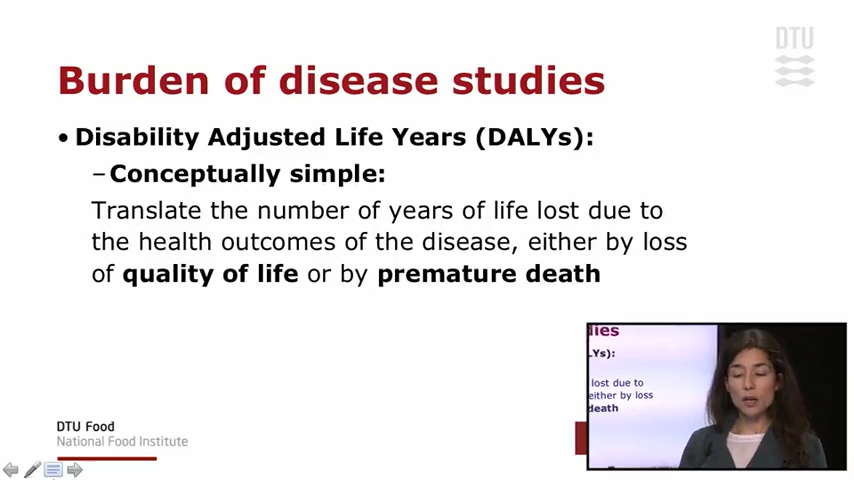 DTU
Burden of disease studies
• Disability Adjusted Life Years (DALYs):
– Conceptually simple:
Translate the number of years of life lost due to
the health outcomes of the disease, either by loss
of quality of life or by premature death
dies
LYs):
lost due to
either by loss
death
DTU Food
National Food Institute